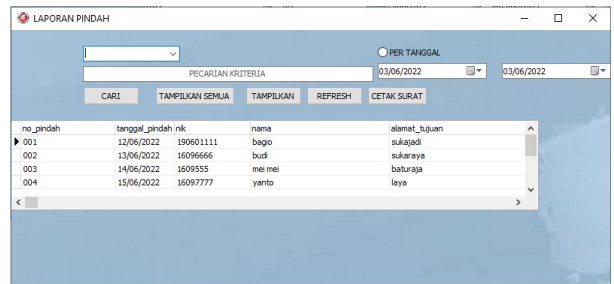 LAPORAN PINDAH
PER TANGGAL
PECARIAN KRITERIA
03/06/2022 03/06/2022
CARI TAMPILKAN SEMUA TAMPILKAN REFRESH CETAK SURAT
no_pindah tanggal_pindah nik nama alamat_tujuan
001 12/06/2022 190601111 bagio sukajadi
002 13/06/2022 16096666 budi sukaraya
003 14/06/2022 1609555 mei mei baturaja
004 15/06/2022 16097777 yanto laya